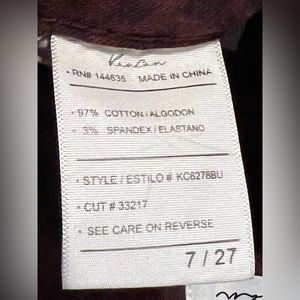 KanCan
• RN# 144635 MADE IN CHINA
• 97% COTTON/ALGODON
• 3% SPANDEX/ELASTANO
• STYLE / ESTILO # KC6278BU
• CUT # 33217
• SEE CARE ON REVERSE
7 / 27